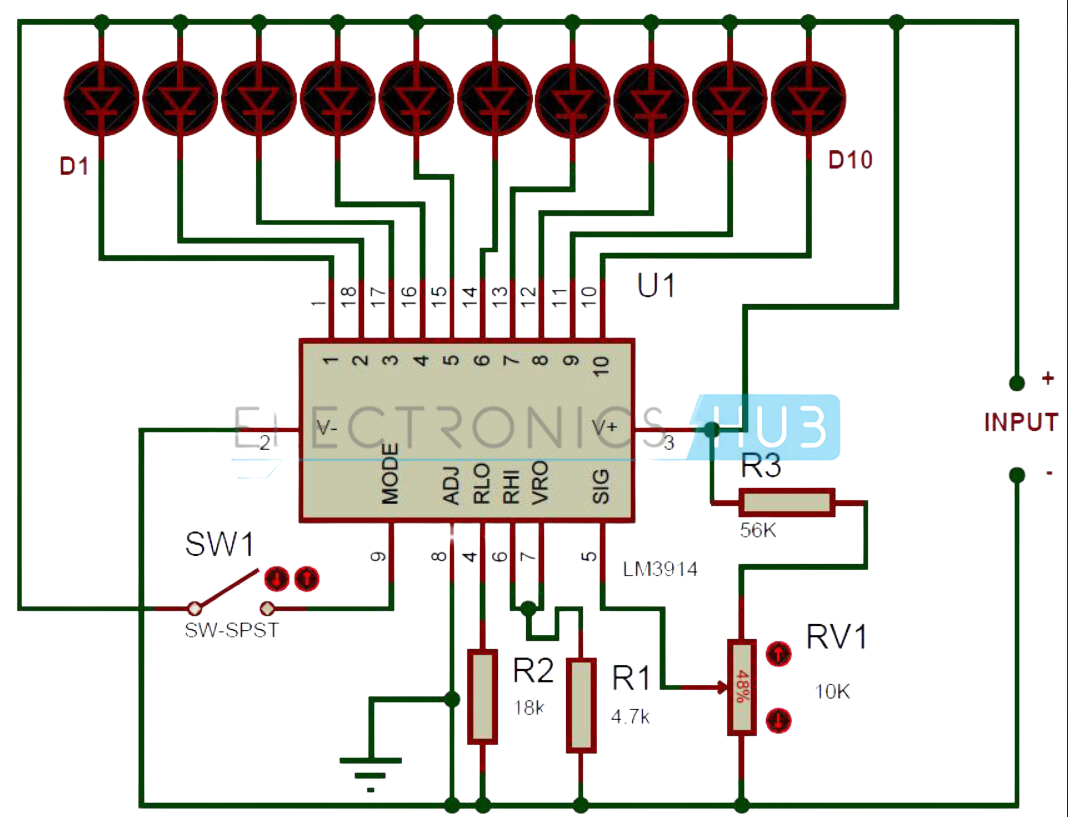 D1
D10
U1
1
18
17
16
15
14
13
12
11
10
1
2
3
4
5
6
7
8
9
10
+
INPUT
-
ELECTRONICS HUB
V-
V+
2
3
MODE
ADJ
RLO
RHI
VRO
SIG
R3
56K
9
8
4
6
7
5
LM3914
SW1
SW-SPST
R2
18k
R1
4.7k
RV1
48%
10K